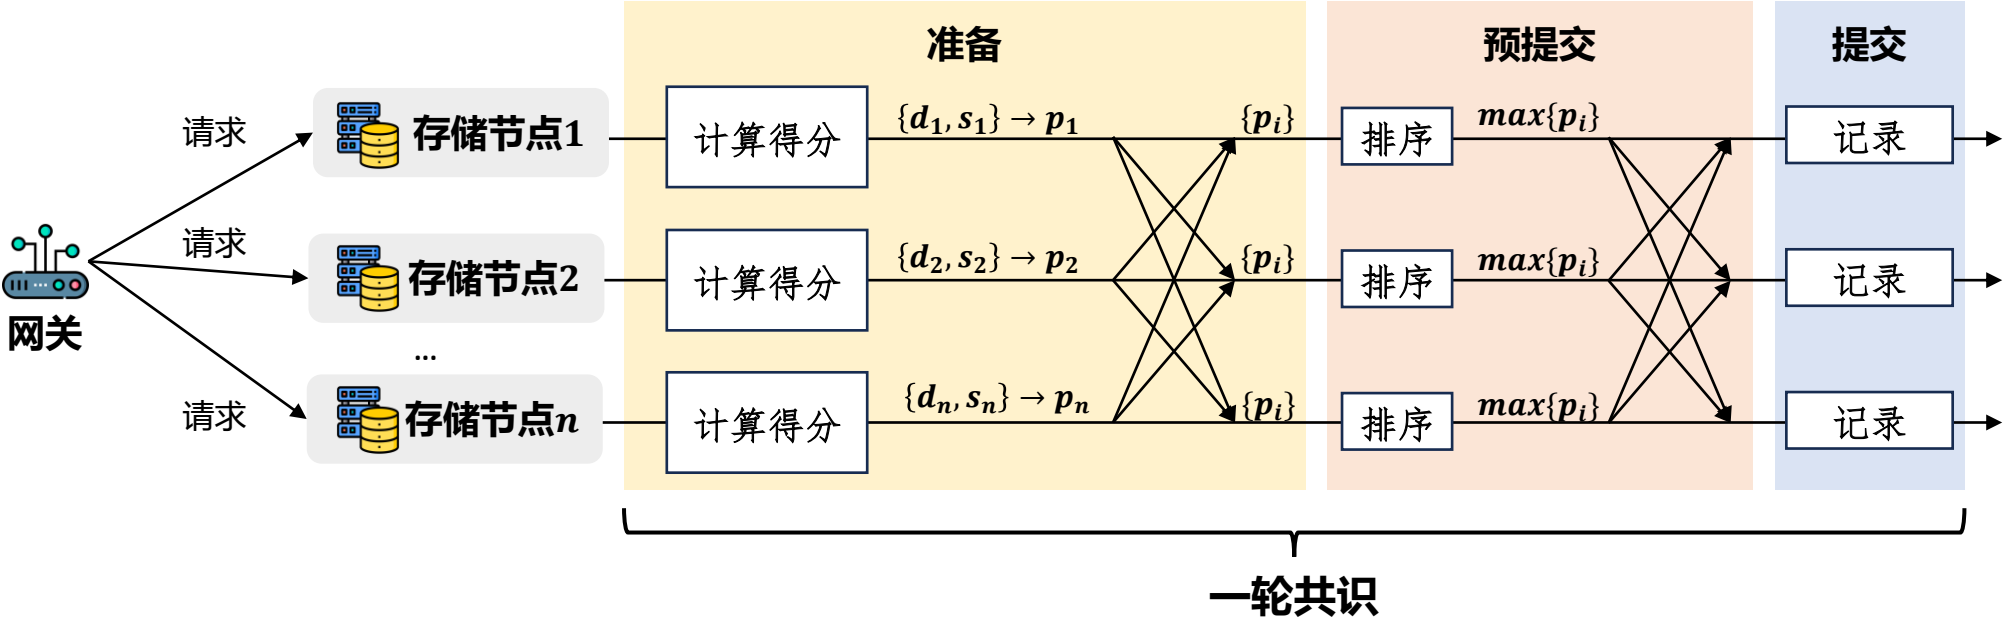 准备
预提交
提交
请求
存储节点1
计算得分
{d₁, s₁} → p₁
{pᵢ}
排序
max{pᵢ}
记录
请求
存储节点2
计算得分
{d₂, s₂} → p₂
{pᵢ}
排序
max{pᵢ}
记录
网关
...
请求
存储节点n
计算得分
{dₙ, sₙ} → pₙ
{pᵢ}
排序
max{pᵢ}
记录
一轮共识